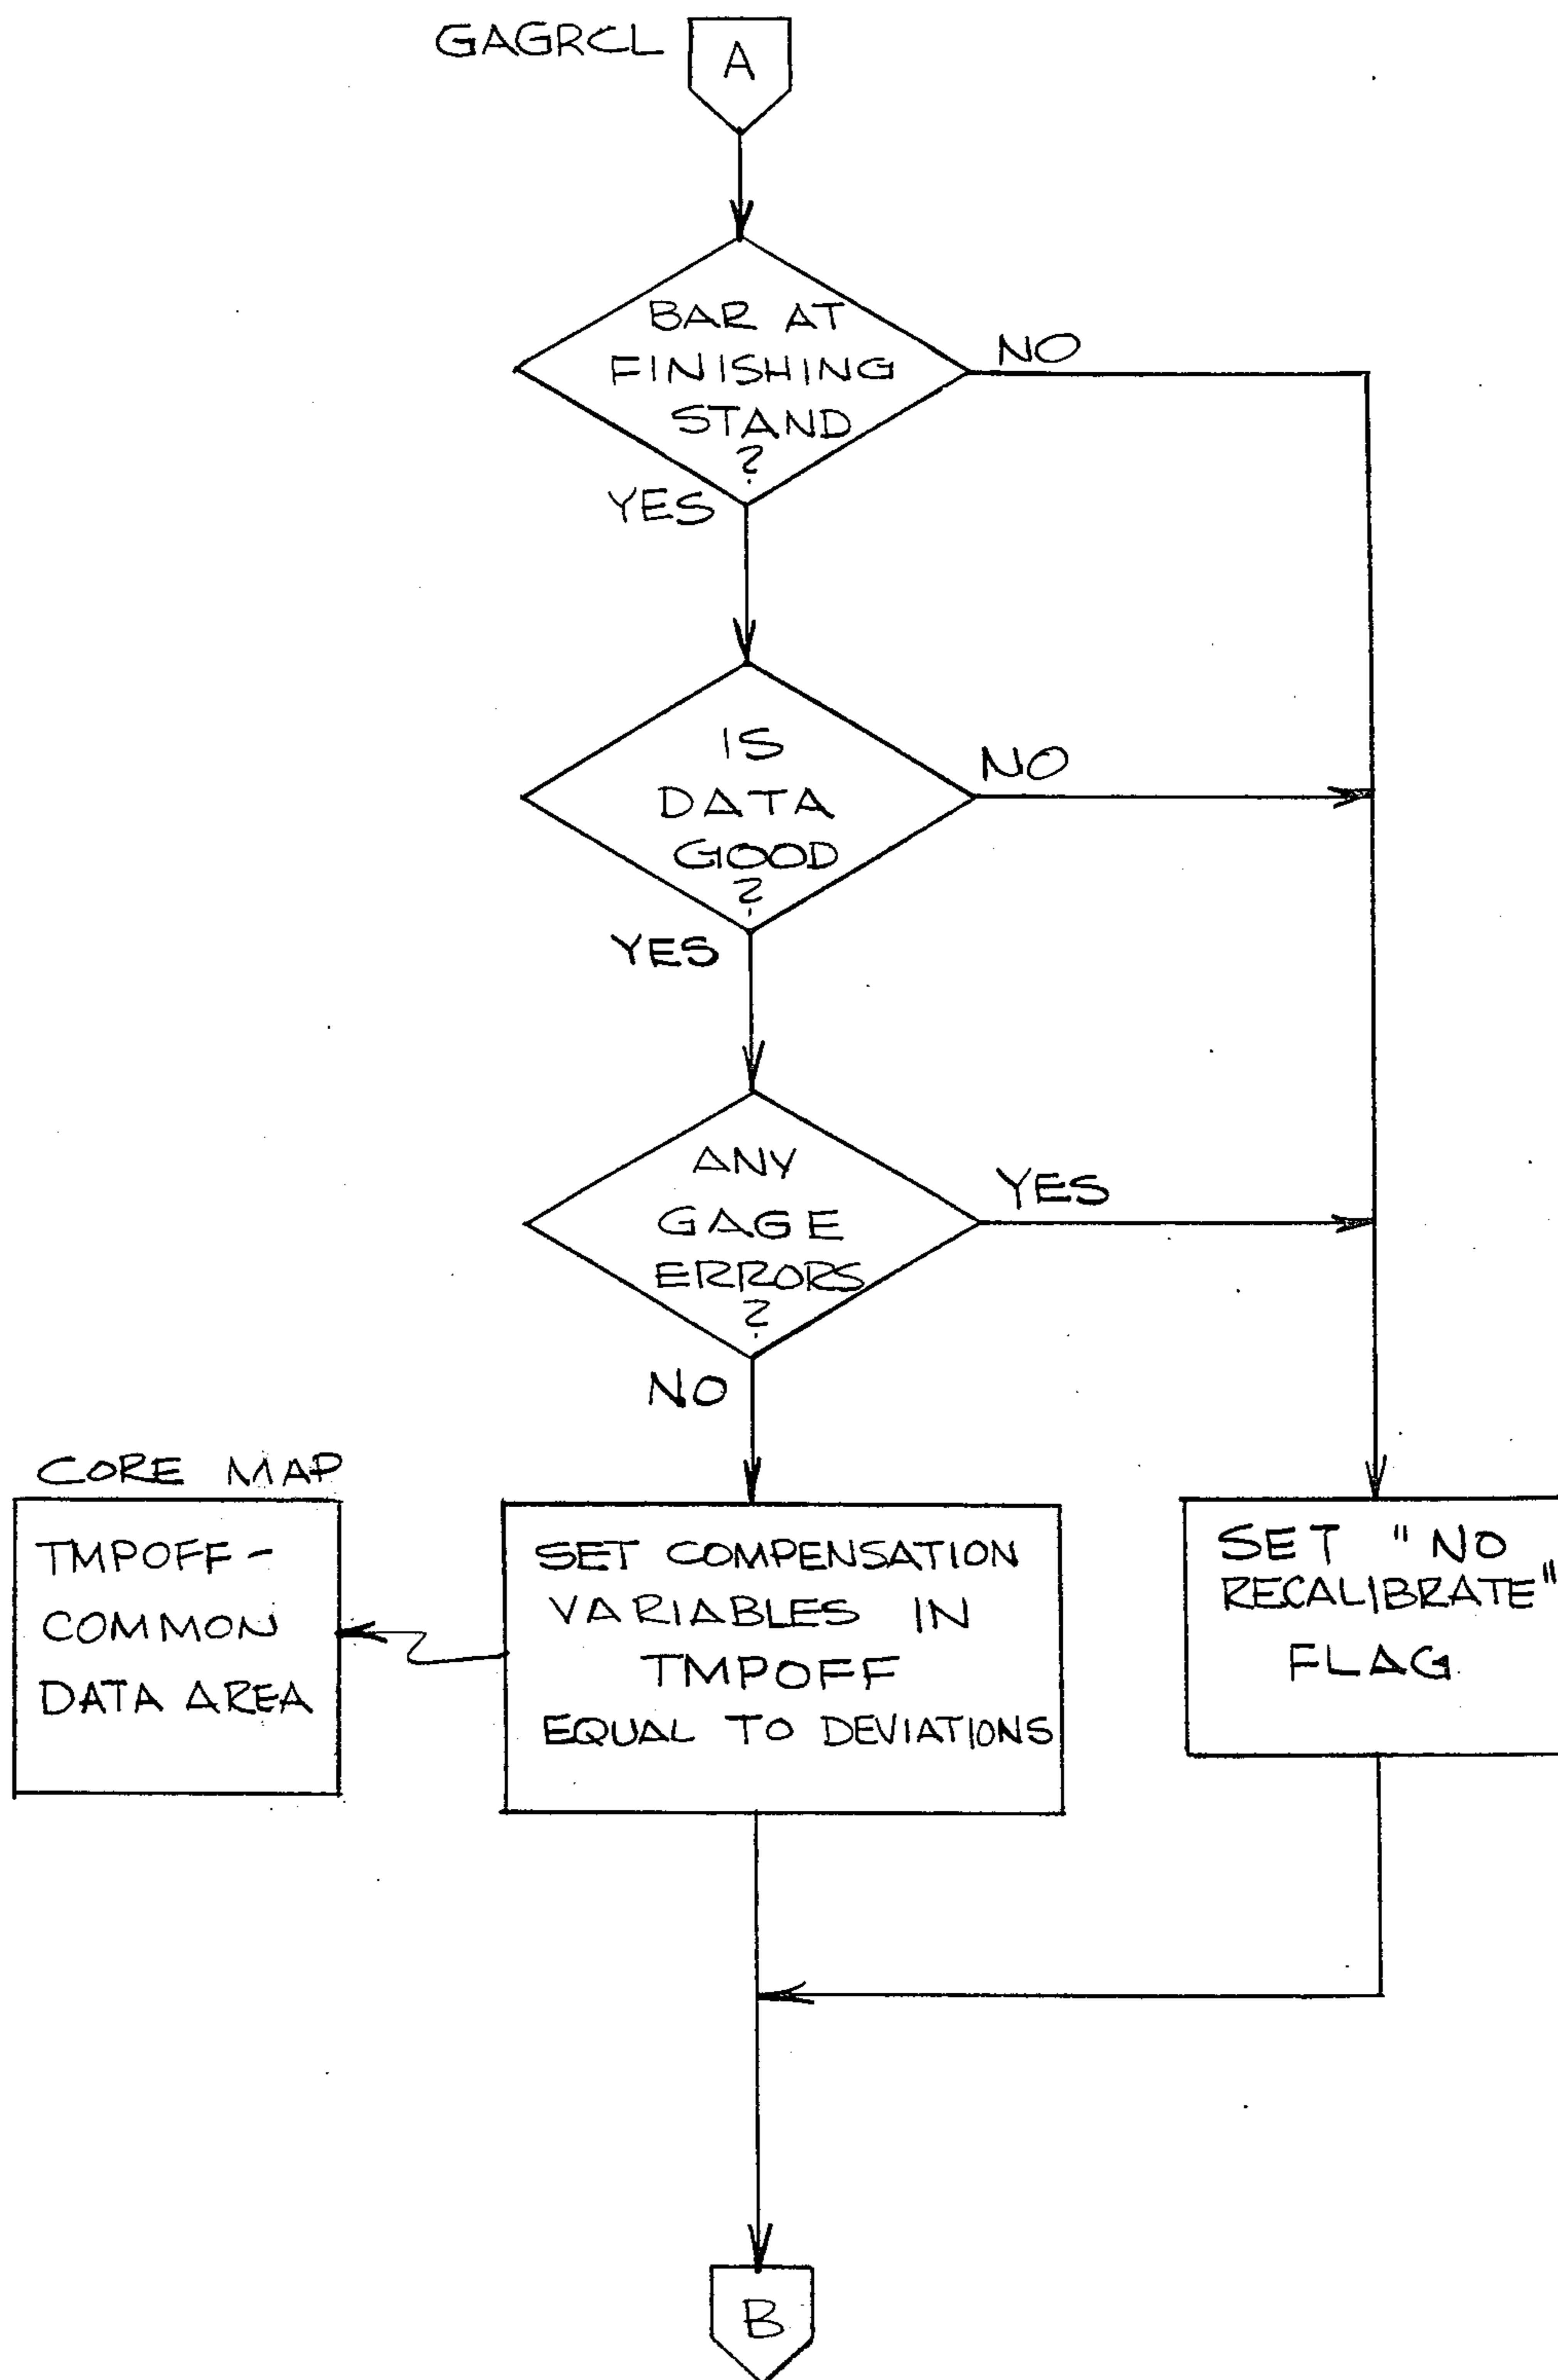 GAGRCL
A
BAR AT
FINISHING
STAND
?
NO
YES
IS
DATA
GOOD
?
NO
YES
ANY
GAGE
ERRORS
?
YES
NO
CORE MAP
TMPOFF-
COMMON
DATA AREA
SET COMPENSATION
VARIABLES IN
TMPOFF
EQUAL TO DEVIATIONS
SET "NO
RECALIBRATE"
FLAG
B